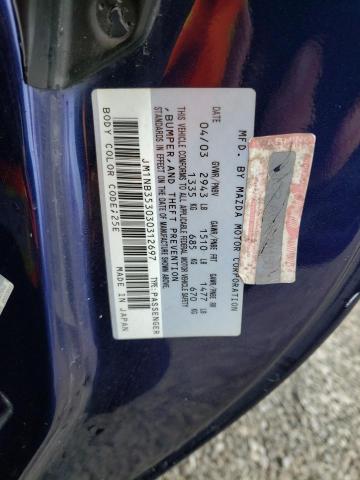 MFD. BY MAZDA MOTOR CORPORATION
DATE GVWR/PNBV GAWR/PNBE FRT GAWR/PNBE RR
04/03 2943 LB 1510 LB 1477 LB
1335 KG 685 KG 670 KG
THIS VEHICLE CONFORMS TO ALL APPLICABLE FEDERAL MOTOR VEHICLE SAFETY
, BUMPER, AND THEFT PREVENTION
STANDARDS IN EFFECT ON THE DATE OF MANUFACTURE SHOWN ABOVE.
JM1NB353030312697 TYPE:PASSENGER
BODY COLOR CODE:25E MADE IN JAPAN